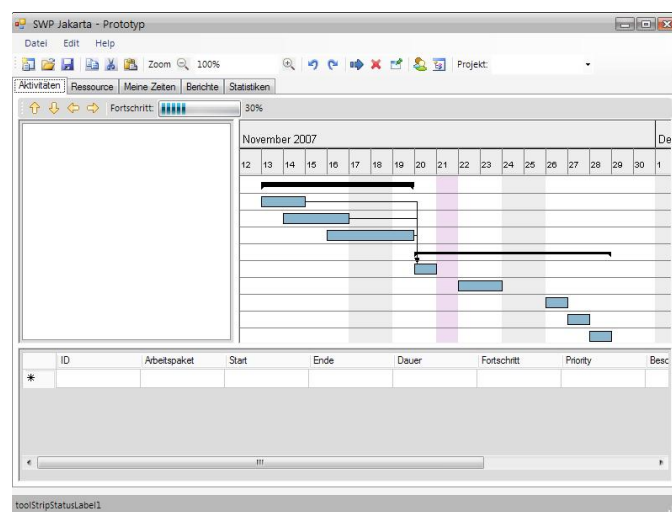 SWP Jakarta - Prototyp
Datei Edit Help
Zoom 100% Projekt:
Aktivitäten Ressource Meine Zeiten Berichte Statistiken
Fortschritt: 30%
November 2007 De
12 13 14 15 16 17 18 19 20 21 22 23 24 25 26 27 28 29 30 1
ID Arbeitspaket Start Ende Dauer Fortschritt Priority Besc
toolStripStatusLabel1